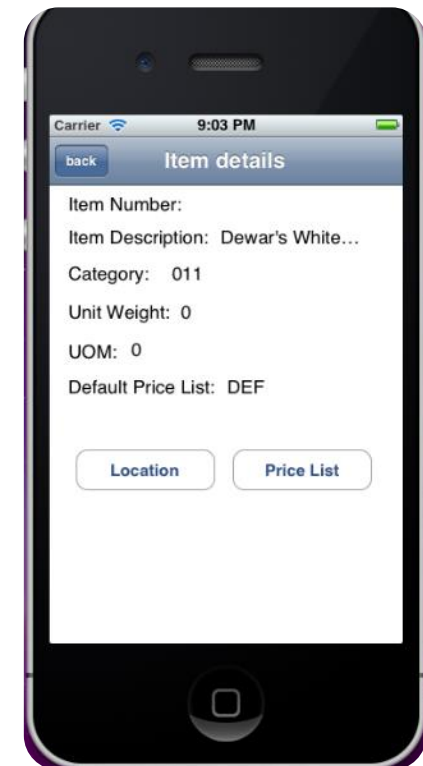 Carrier 9:03 PM
back Item details
Item Number:
Item Description: Dewar's White...
Category: 011
Unit Weight: 0
UOM: 0
Default Price List: DEF
Location Price List